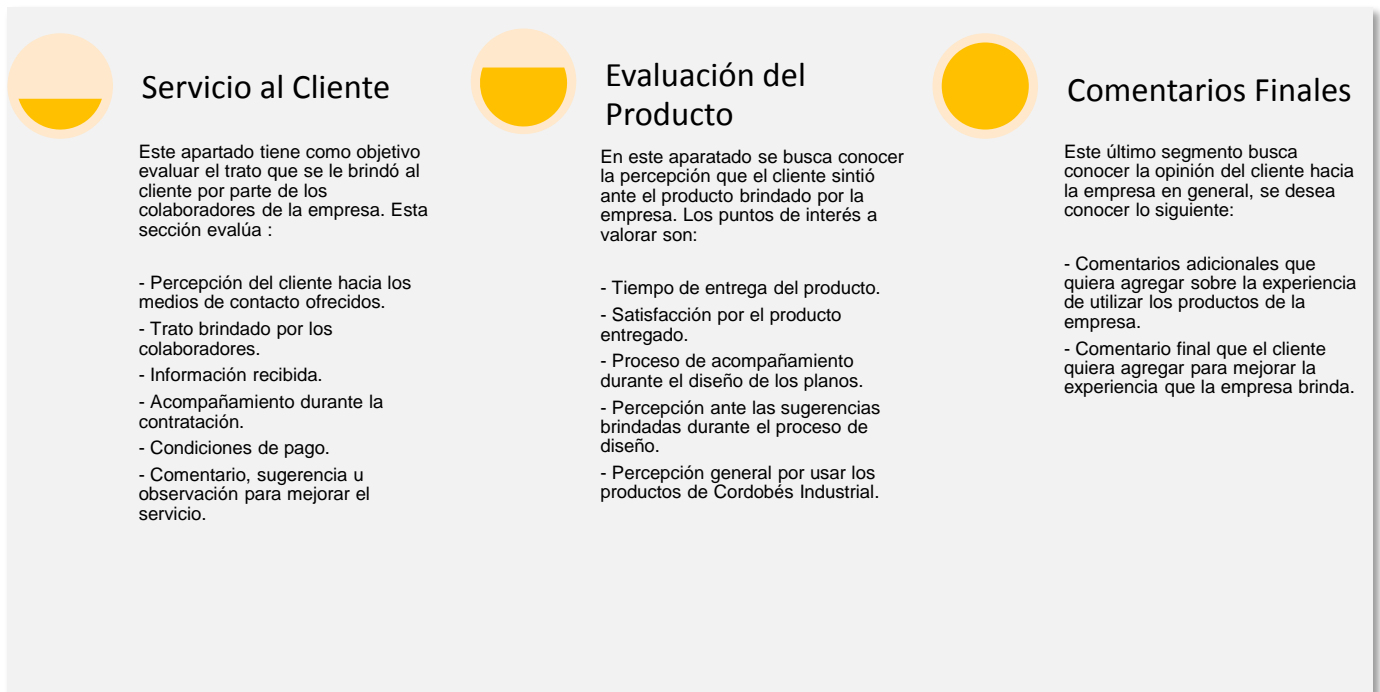 Servicio al Cliente
Este apartado tiene como objetivo
evaluar el trato que se le brindó al
cliente por parte de los
colaboradores de la empresa. Esta
sección evalúa :
- Percepción del cliente hacia los
medios de contacto ofrecidos.
- Trato brindado por los
colaboradores.
- Información recibida.
- Acompañamiento durante la
contratación.
- Condiciones de pago.
- Comentario, sugerencia u
observación para mejorar el
servicio.
Evaluación del
Producto
En este aparatado se busca conocer
la percepción que el cliente sintió
ante el producto brindado por la
empresa. Los puntos de interés a
valorar son:
- Tiempo de entrega del producto.
- Satisfacción por el producto
entregado.
- Proceso de acompañamiento
durante el diseño de los planos.
- Percepción ante las sugerencias
brindadas durante el proceso de
diseño.
- Percepción general por usar los
productos de Cordobés Industrial.
Comentarios Finales
Este último segmento busca
conocer la opinión del cliente hacia
la empresa en general, se desea
conocer lo siguiente:
- Comentarios adicionales que
quiera agregar sobre la experiencia
de utilizar los productos de la
empresa.
- Comentario final que el cliente
quiera agregar para mejorar la
experiencia que la empresa brinda.